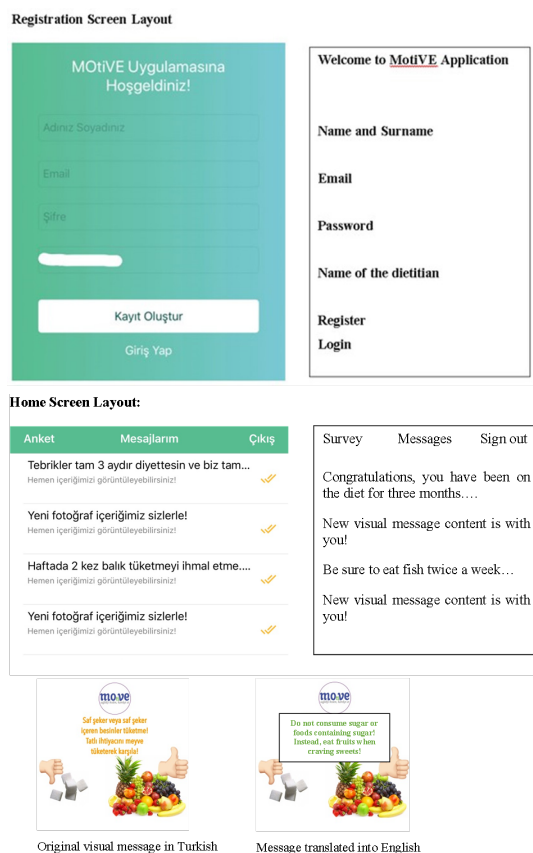 Registration Screen Layout
MOtiVE Uygulamasına
Hoşgeldiniz!
Adınız Soyadınız
Email
Şifre
Kayıt Oluştur
Giriş Yap
Welcome to MotiVE Application
Name and Surname
Email
Password
Name of the dietitian
Register
Login
Home Screen Layout:
Anket Mesajlarım Çıkış
Tebrikler tam 3 aydır diyettesin ve biz tam...
Hemen içeriğimizi görüntüleyebilirsiniz!
Yeni fotoğraf içeriğimiz sizlerle!
Hemen içeriğimizi görüntüleyebilirsiniz!
Haftada 2 kez balık tüketmeyi ihmal etme....
Hemen içeriğimizi görüntüleyebilirsiniz!
Yeni fotoğraf içeriğimiz sizlerle!
Hemen içeriğimizi görüntüleyebilirsiniz!
Survey Messages Sign out
Congratulations, you have been on
the diet for three months….
New visual message content is with
you!
Be sure to eat fish twice a week…
New visual message content is with
you!
move
Saf şeker veya saf şeker
içeren besinler tüketme!
Tatlı ihtiyacını meyve
tüketerek karşıla!
Original visual message in Turkish
move
Do not consume sugar or
foods containing sugar!
Instead, eat fruits when
craving sweets!
Message translated into English